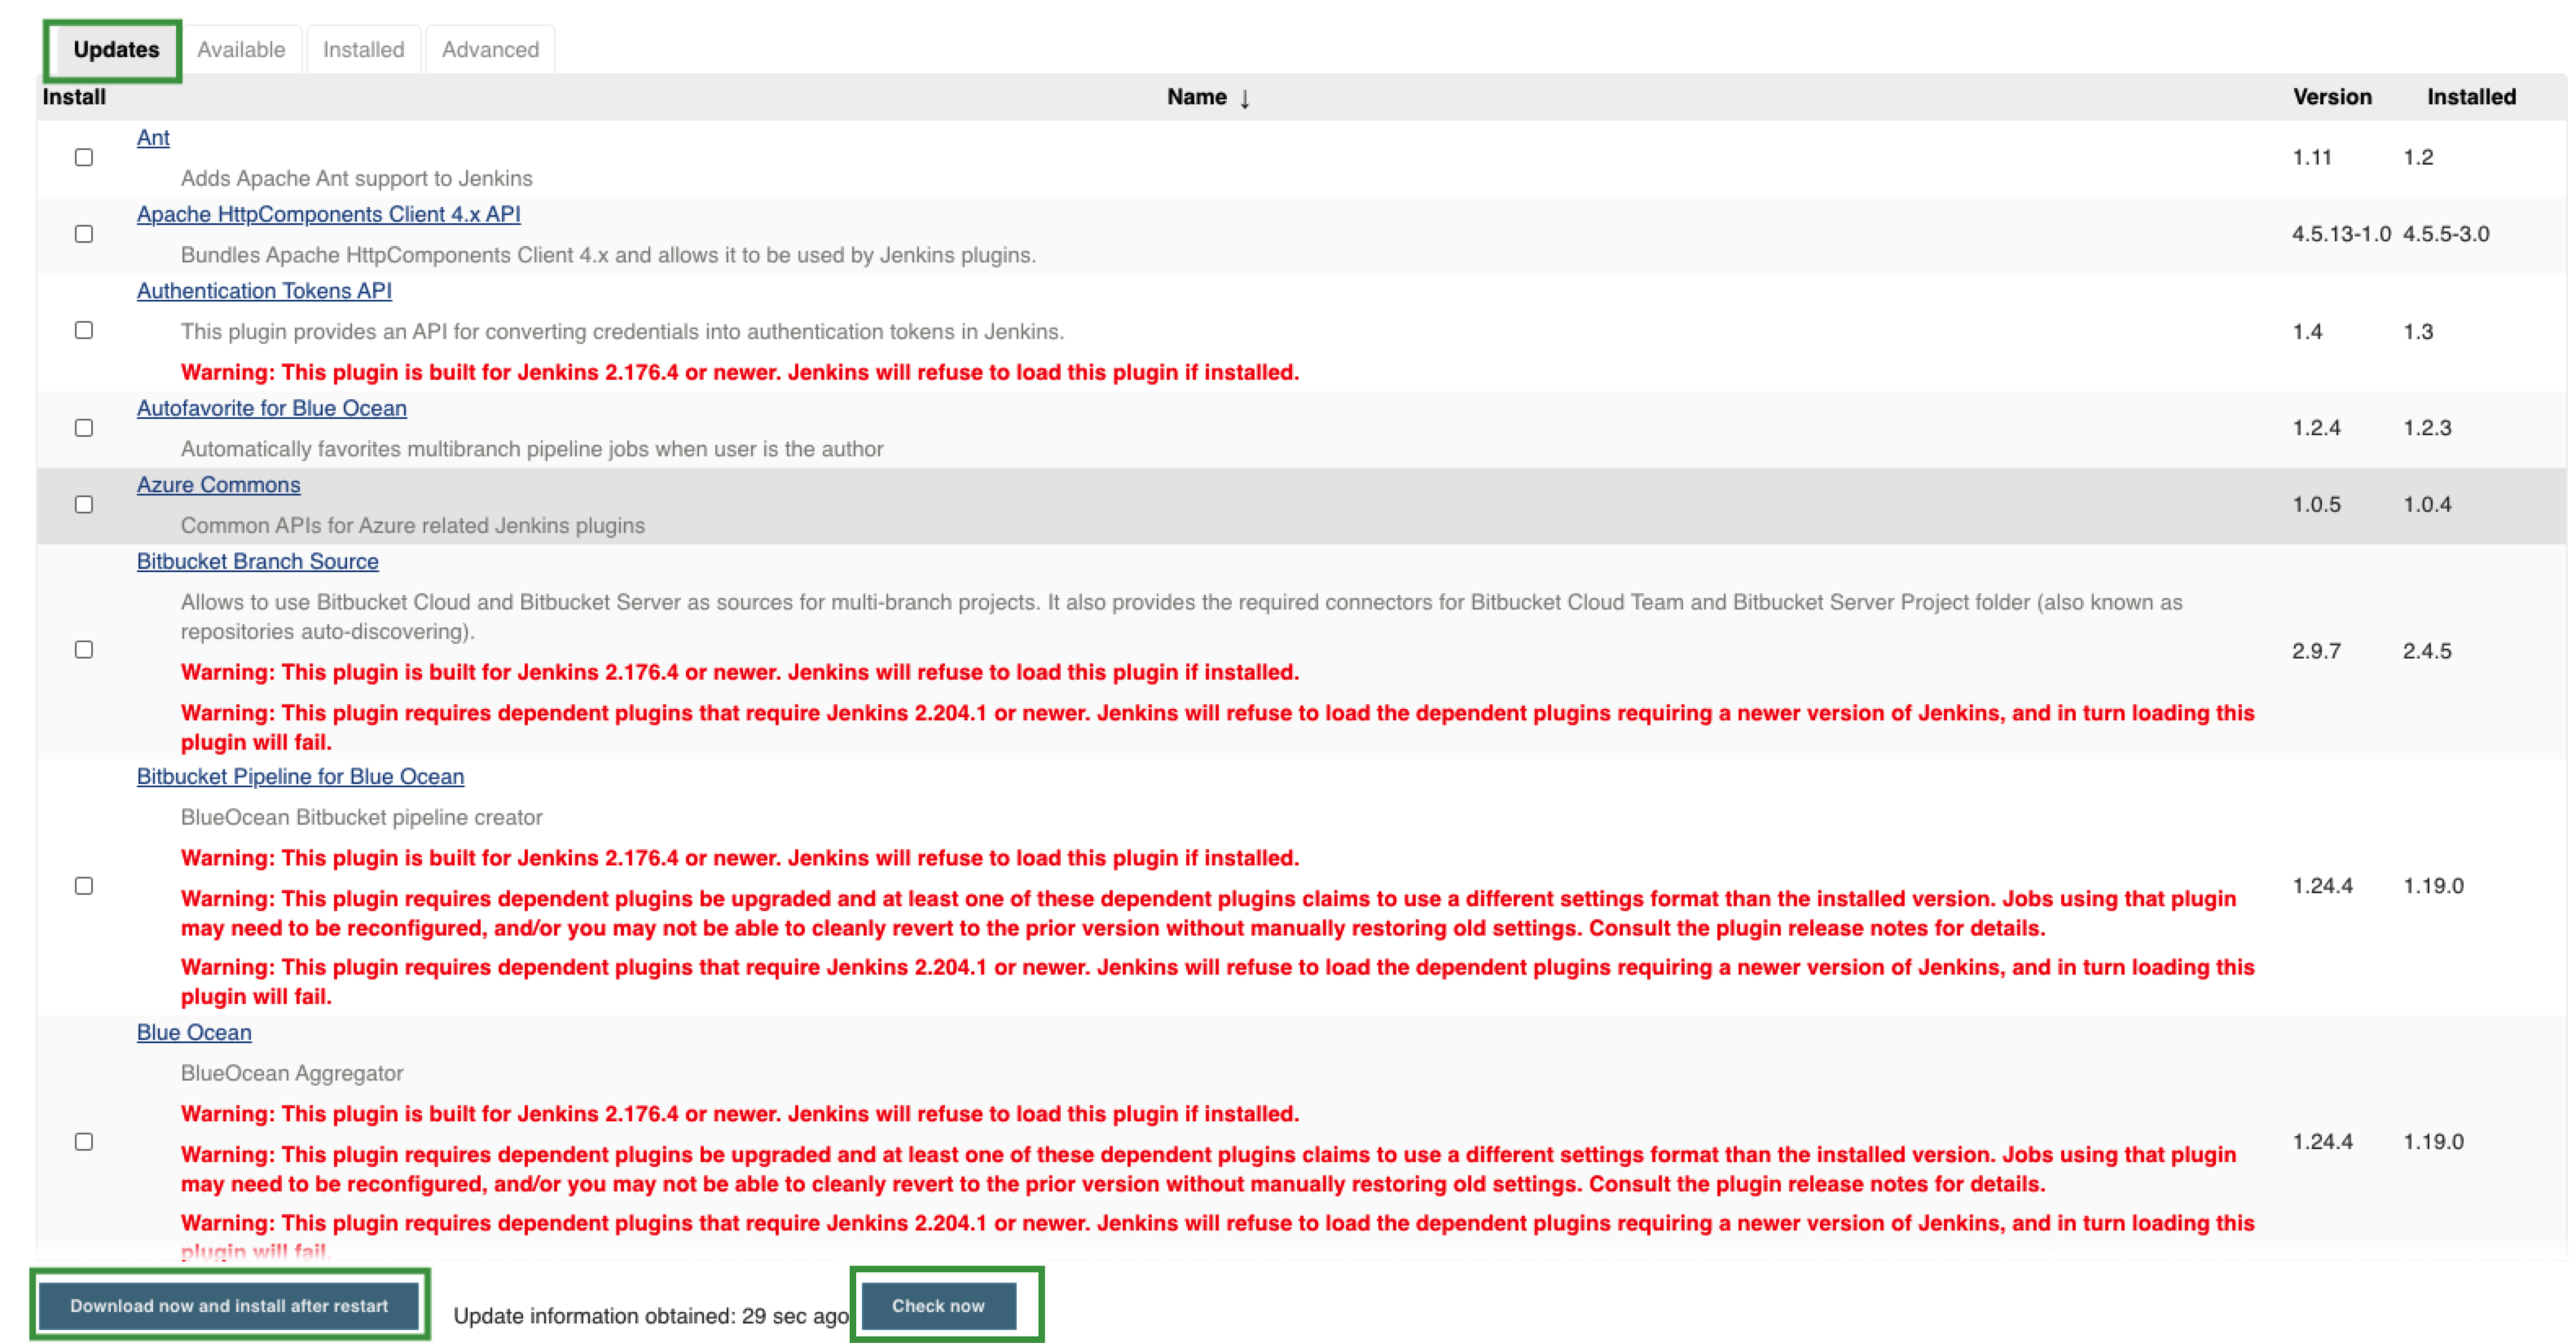 Updates Available Installed Advanced
Install Name ↓ Version Installed
Ant
Adds Apache Ant support to Jenkins
1.11 1.2
Apache HttpComponents Client 4.x API
Bundles Apache HttpComponents Client 4.x and allows it to be used by Jenkins plugins.
4.5.13-1.0 4.5.5-3.0
Authentication Tokens API
This plugin provides an API for converting credentials into authentication tokens in Jenkins.
Warning: This plugin is built for Jenkins 2.176.4 or newer. Jenkins will refuse to load this plugin if installed.
1.4 1.3
Autofavorite for Blue Ocean
Automatically favorites multibranch pipeline jobs when user is the author
1.2.4 1.2.3
Azure Commons
Common APIs for Azure related Jenkins plugins
1.0.5 1.0.4
Bitbucket Branch Source
Allows to use Bitbucket Cloud and Bitbucket Server as sources for multi-branch projects. It also provides the required connectors for Bitbucket Cloud Team and Bitbucket Server Project folder (also known as
repositories auto-discovering).
Warning: This plugin is built for Jenkins 2.176.4 or newer. Jenkins will refuse to load this plugin if installed.
Warning: This plugin requires dependent plugins that require Jenkins 2.204.1 or newer. Jenkins will refuse to load the dependent plugins requiring a newer version of Jenkins, and in turn loading this
plugin will fail.
2.9.7 2.4.5
Bitbucket Pipeline for Blue Ocean
BlueOcean Bitbucket pipeline creator
Warning: This plugin is built for Jenkins 2.176.4 or newer. Jenkins will refuse to load this plugin if installed.
Warning: This plugin requires dependent plugins be upgraded and at least one of these dependent plugins claims to use a different settings format than the installed version. Jobs using that plugin
may need to be reconfigured, and/or you may not be able to cleanly revert to the prior version without manually restoring old settings. Consult the plugin release notes for details.
Warning: This plugin requires dependent plugins that require Jenkins 2.204.1 or newer. Jenkins will refuse to load the dependent plugins requiring a newer version of Jenkins, and in turn loading this
plugin will fail.
1.24.4 1.19.0
Blue Ocean
BlueOcean Aggregator
Warning: This plugin is built for Jenkins 2.176.4 or newer. Jenkins will refuse to load this plugin if installed.
Warning: This plugin requires dependent plugins be upgraded and at least one of these dependent plugins claims to use a different settings format than the installed version. Jobs using that plugin
may need to be reconfigured, and/or you may not be able to cleanly revert to the prior version without manually restoring old settings. Consult the plugin release notes for details.
Warning: This plugin requires dependent plugins that require Jenkins 2.204.1 or newer. Jenkins will refuse to load the dependent plugins requiring a newer version of Jenkins, and in turn loading this
plugin will fail.
1.24.4 1.19.0
Download now and install after restart Update information obtained: 29 sec ago Check now